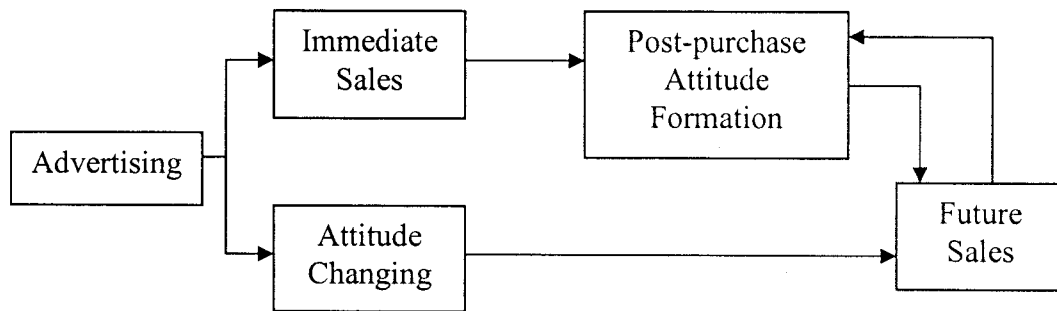 Immediate
Sales
Post-purchase
Attitude
Formation
Advertising
Attitude
Changing
Future
Sales